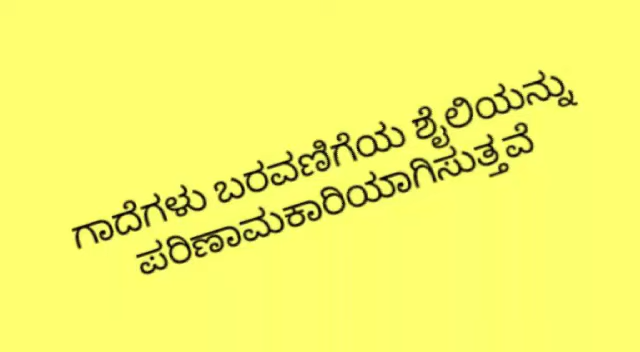 ಗಾದೆಗಳು ಬರವಣಿಗೆಯ ಶೈಲಿಯನ್ನು
ಪರಿಣಾಮಕಾರಿಯಾಗಿಸುತ್ತವೆ